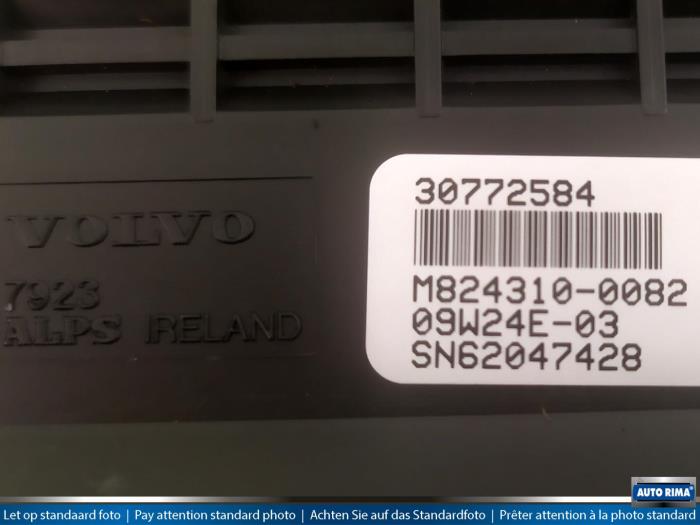 VOLVO
7923
ALPS IRELAND
30772584
M824310-0082
09W24E-03
SN62047428
AUTO RIMA
Let op standaard foto | Pay attention standard photo | Achten Sie auf das Standardfoto | Prêter attention à la photo standard